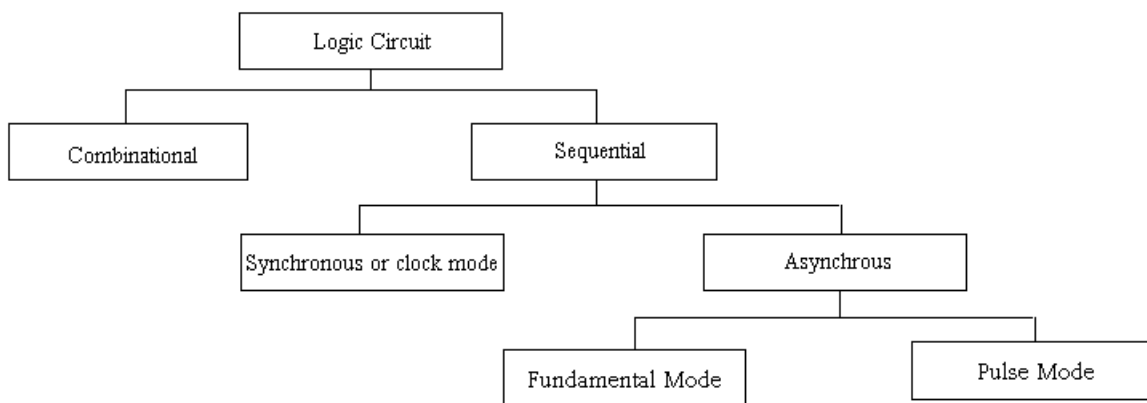 Logic Circuit
Combinational
Sequential
Synchronous or clock mode
Asynchrous
Fundamental Mode
Pulse Mode